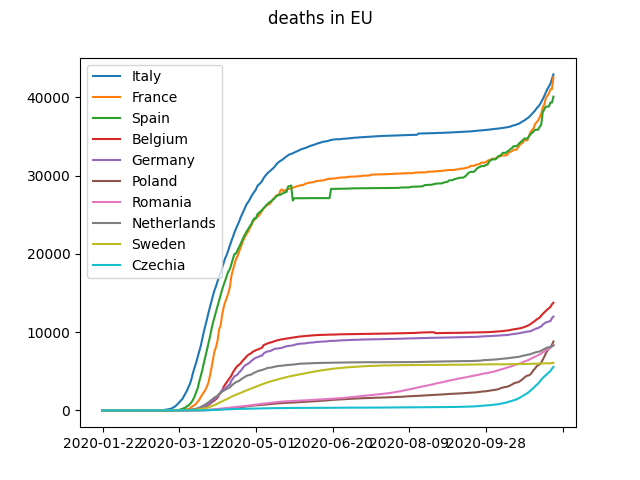 deaths in EU
40000
30000
20000
10000
0
Italy
France
Spain
Belgium
Germany
Poland
Romania
Netherlands
Sweden
Czechia
2020-01-22 2020-03-12 2020-05-01 2020-06-20 2020-08-09 2020-09-28